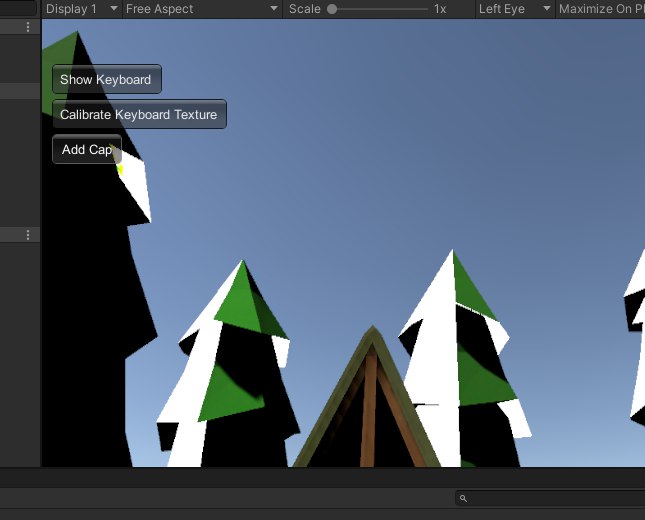 Display 1 Free Aspect Scale 1x Left Eye Maximize On Pl
Show Keyboard
Calibrate Keyboard Texture
Add Cap